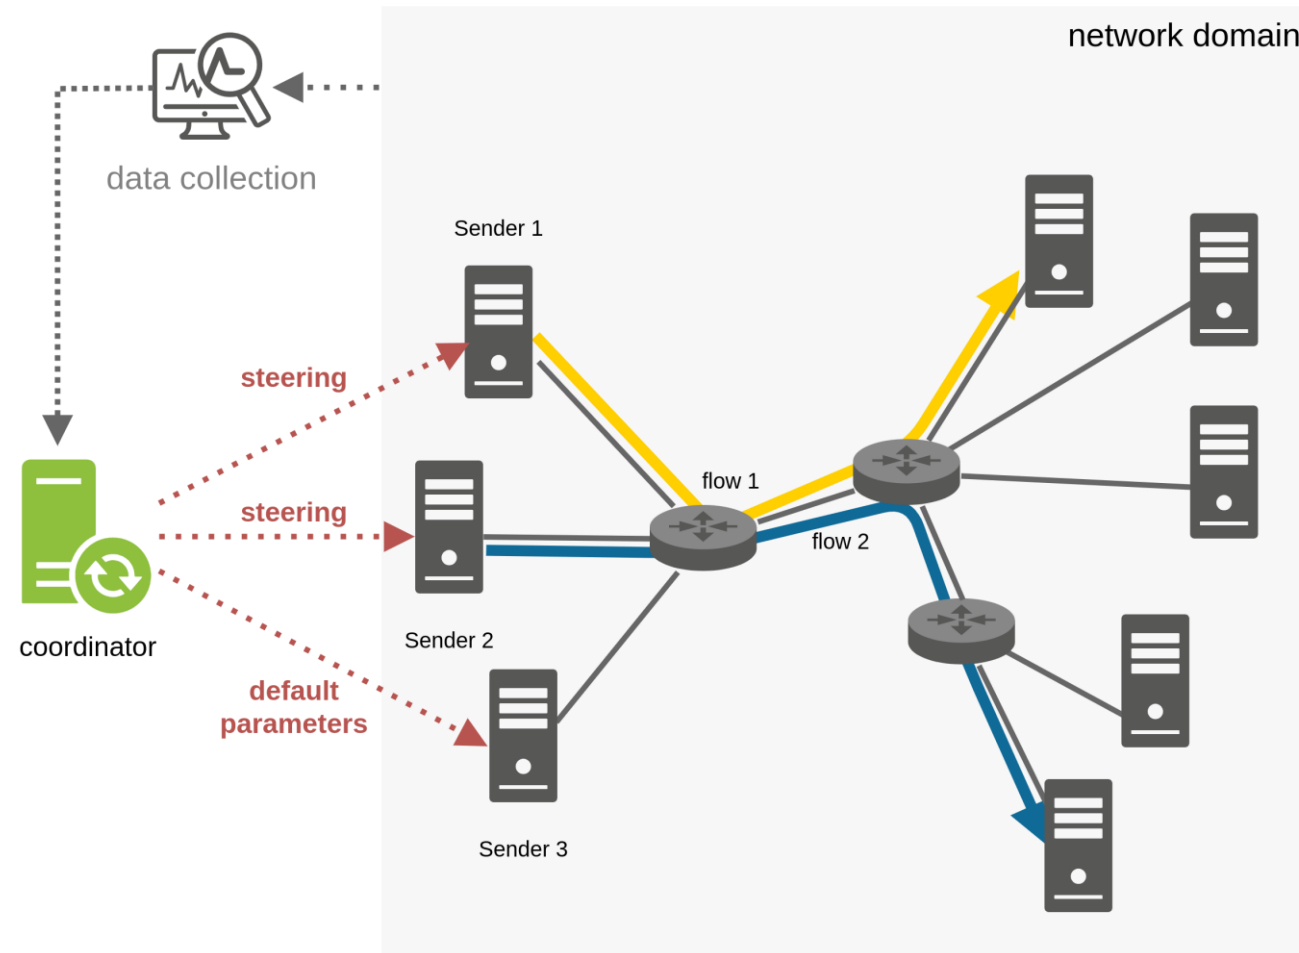 network domain
data collection
Sender 1
steering
flow 1
steering
flow 2
Sender 2
coordinator
default
parameters
Sender 3